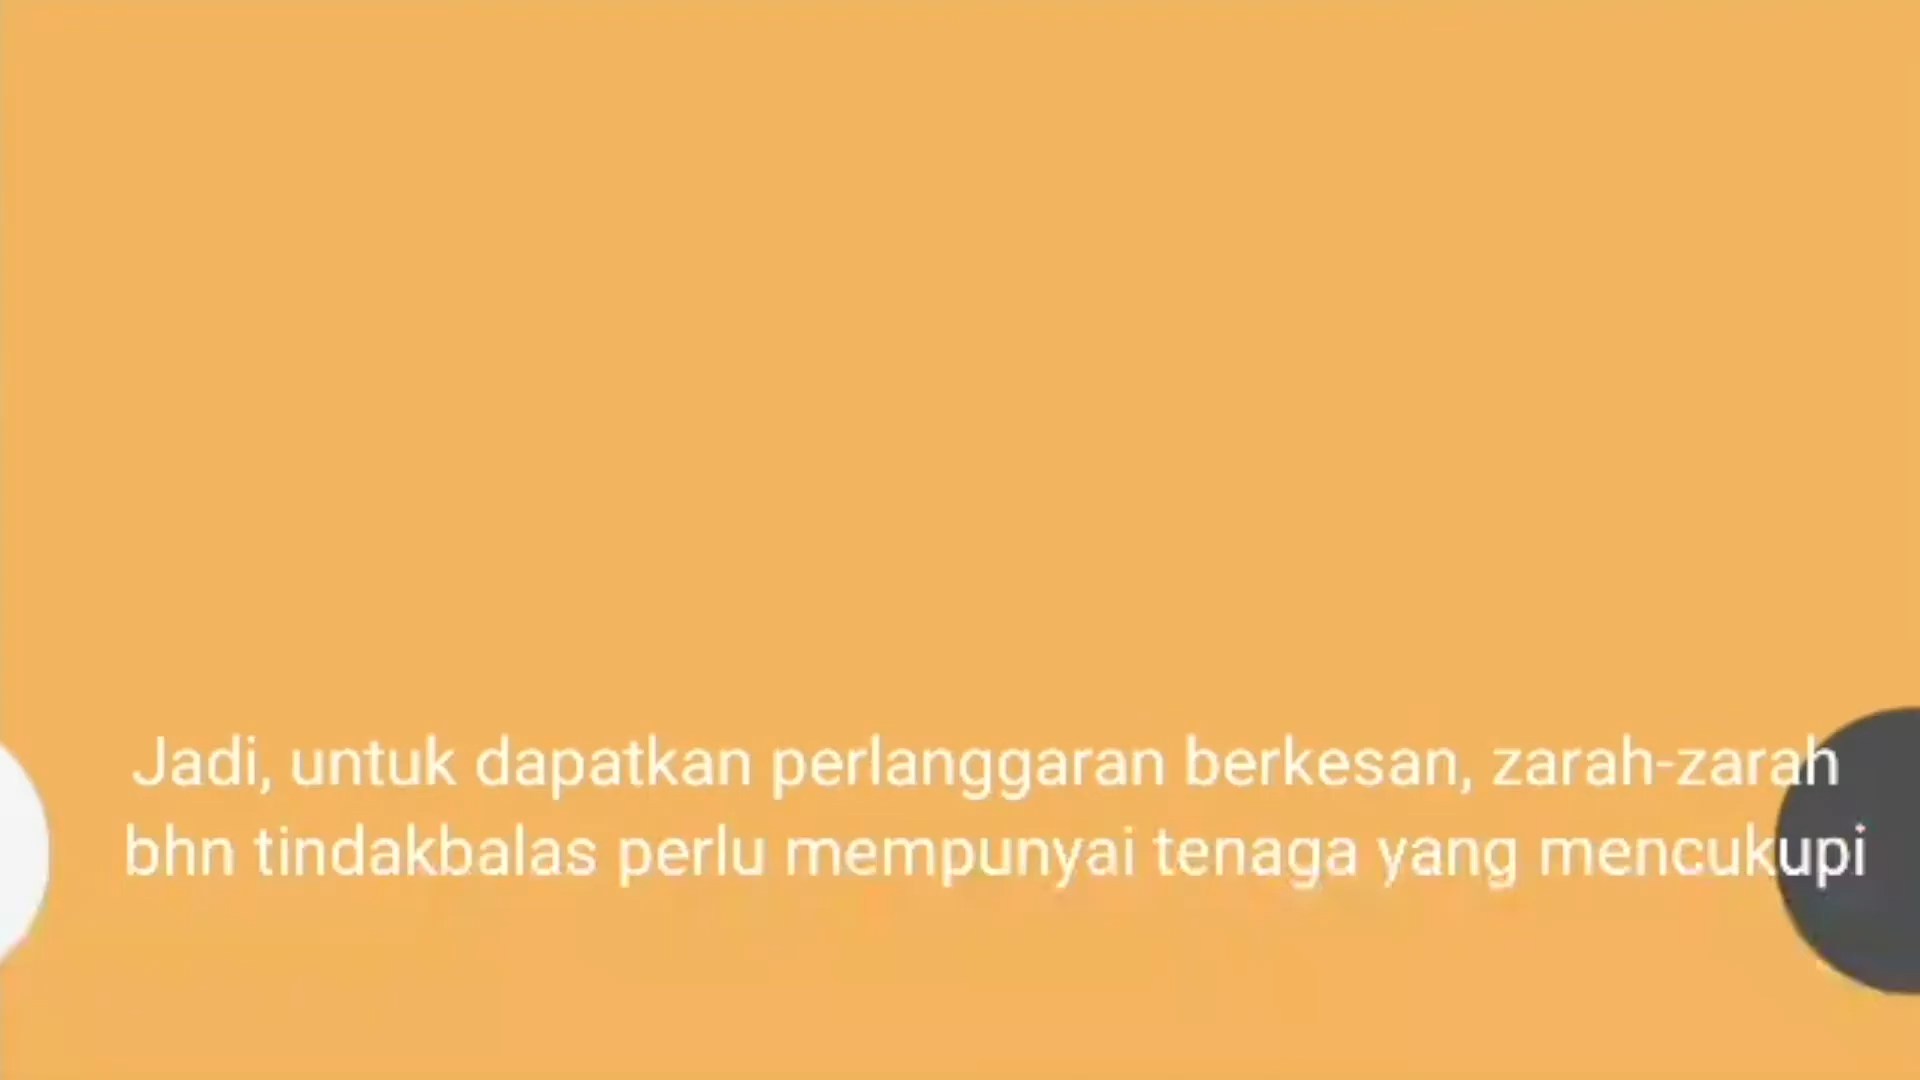 Jadi, untuk dapatkan perlanggaran berkesan, zarah-zarah
bhn tindakbalas perlu mempunyai tenaga yang mencukupi